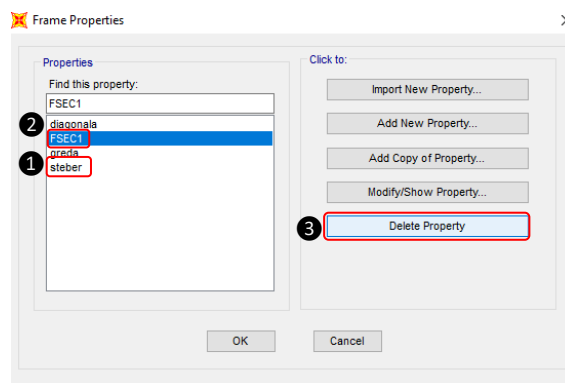 Frame Properties
Properties
Find this property:
FSEC1
2
diagonala
FSEC1
greda
1
steber
Click to:
Import New Property...
Add New Property...
Add Copy of Property...
Modify/Show Property...
3
Delete Property
OK
Cancel